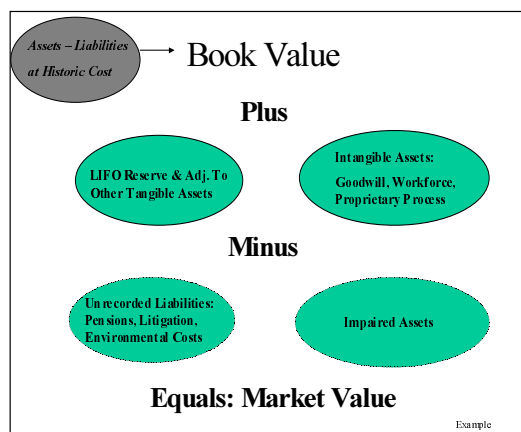 Assets – Liabilities
at Historic Cost
Book Value
Plus
LIFO Reserve & Adj. To
Other Tangible Assets
Intangible Assets:
Goodwill, Workforce,
Proprietary Process
Minus
Unrecorded Liabilities:
Pensions, Litigation,
Environmental Costs
Impaired Assets
Equals: Market Value
Example